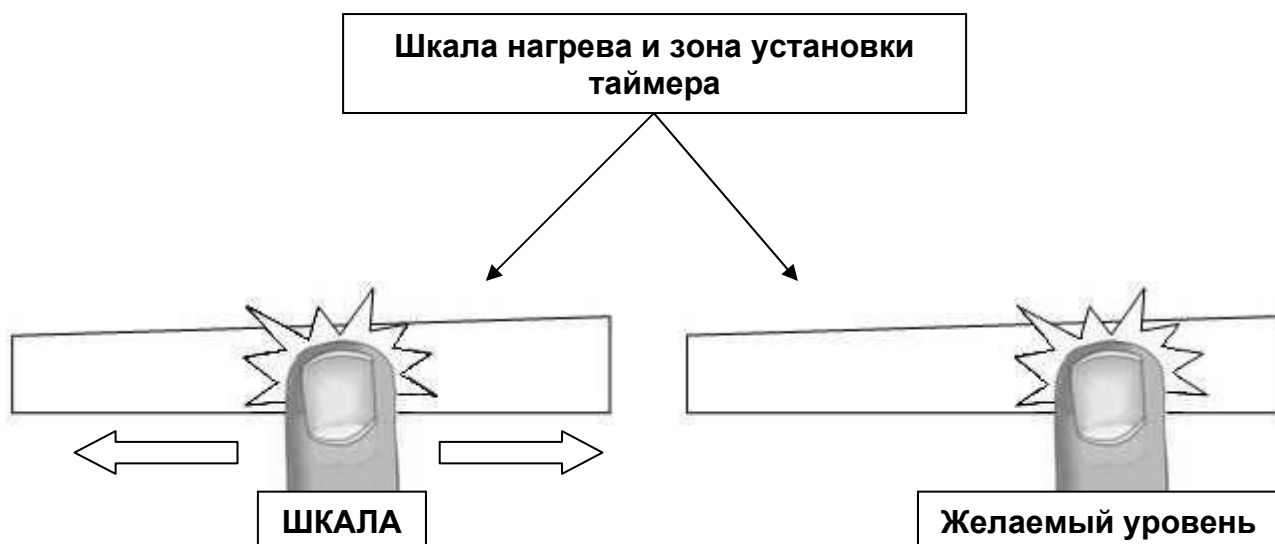 Шкала нагрева и зона установки
таймера
ШКАЛА
Желаемый уровень